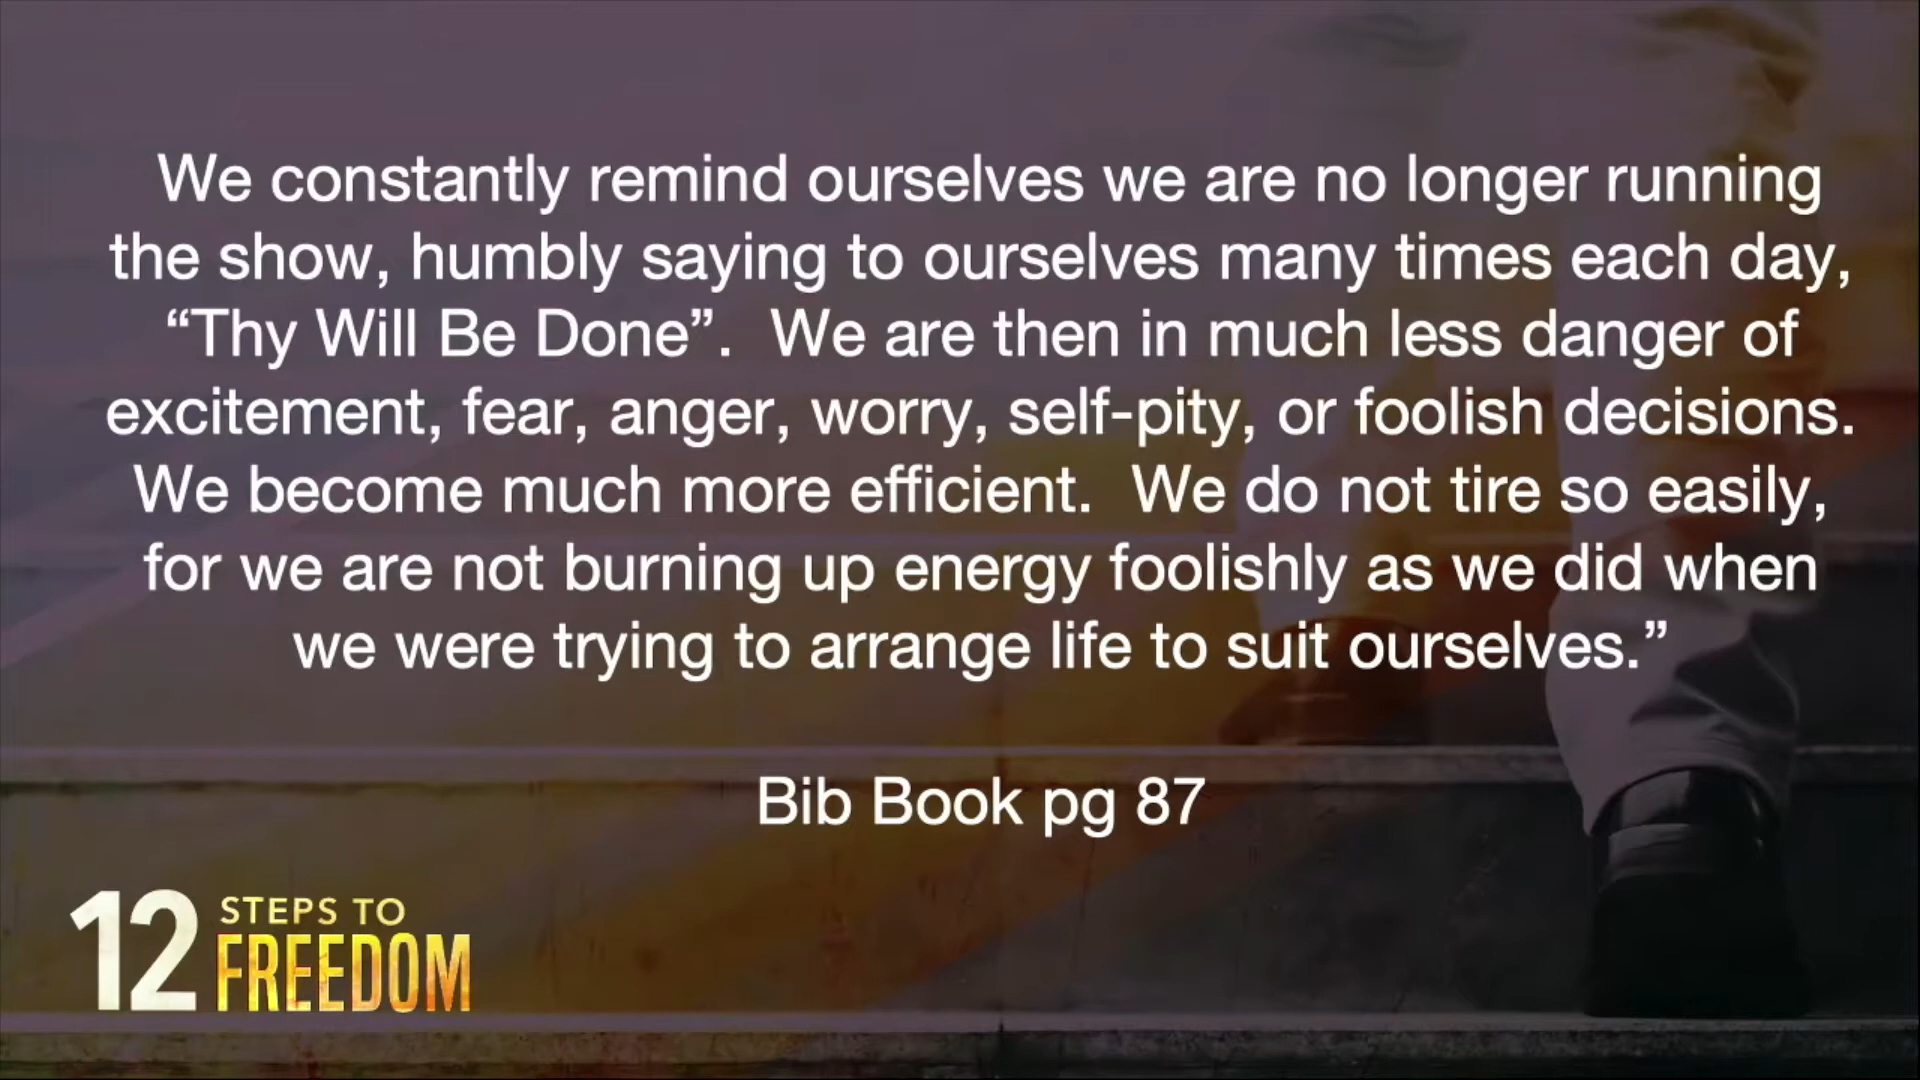 We constantly remind ourselves we are no longer running
the show, humbly saying to ourselves many times each day,
“Thy Will Be Done”.  We are then in much less danger of
excitement, fear, anger, worry, self-pity, or foolish decisions.
We become much more efficient.  We do not tire so easily,
for we are not burning up energy foolishly as we did when
we were trying to arrange life to suit ourselves.”
Bib Book pg 87
12 STEPS TO
FREEDOM